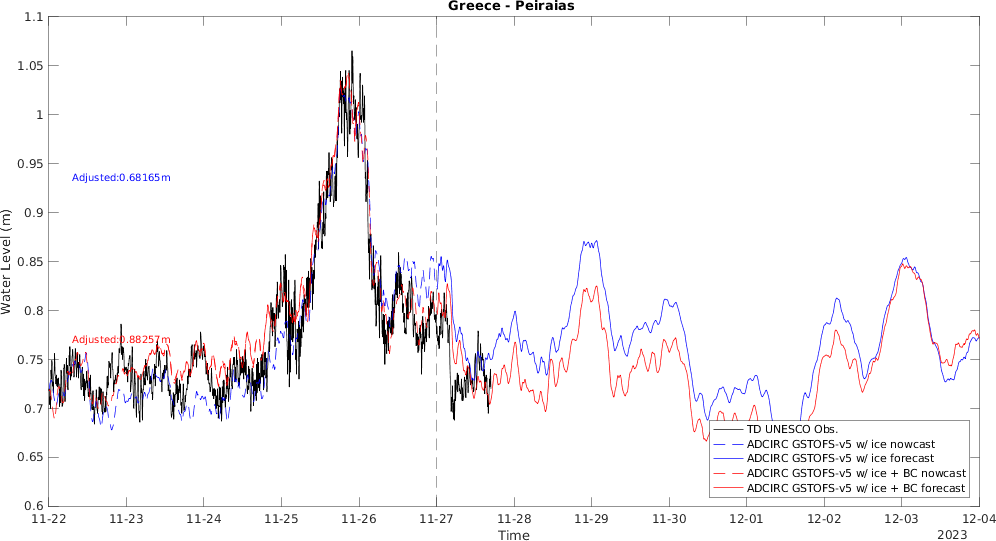 Greece - Peiraias
1.1
1.05
1
0.95
0.9
0.85
0.8
0.75
0.7
0.65
0.6
Water Level (m)
Adjusted:0.68165m
Adjusted:0.88257m
TD UNESCO Obs.
ADCIRC GSTOFS-v5 w/ ice nowcast
ADCIRC GSTOFS-v5 w/ ice forecast
ADCIRC GSTOFS-v5 w/ ice + BC nowcast
ADCIRC GSTOFS-v5 w/ ice + BC forecast
11-22 11-23 11-24 11-25 11-26 11-27 11-28 11-29 11-30 12-01 12-02 12-03 12-04
Time
2023